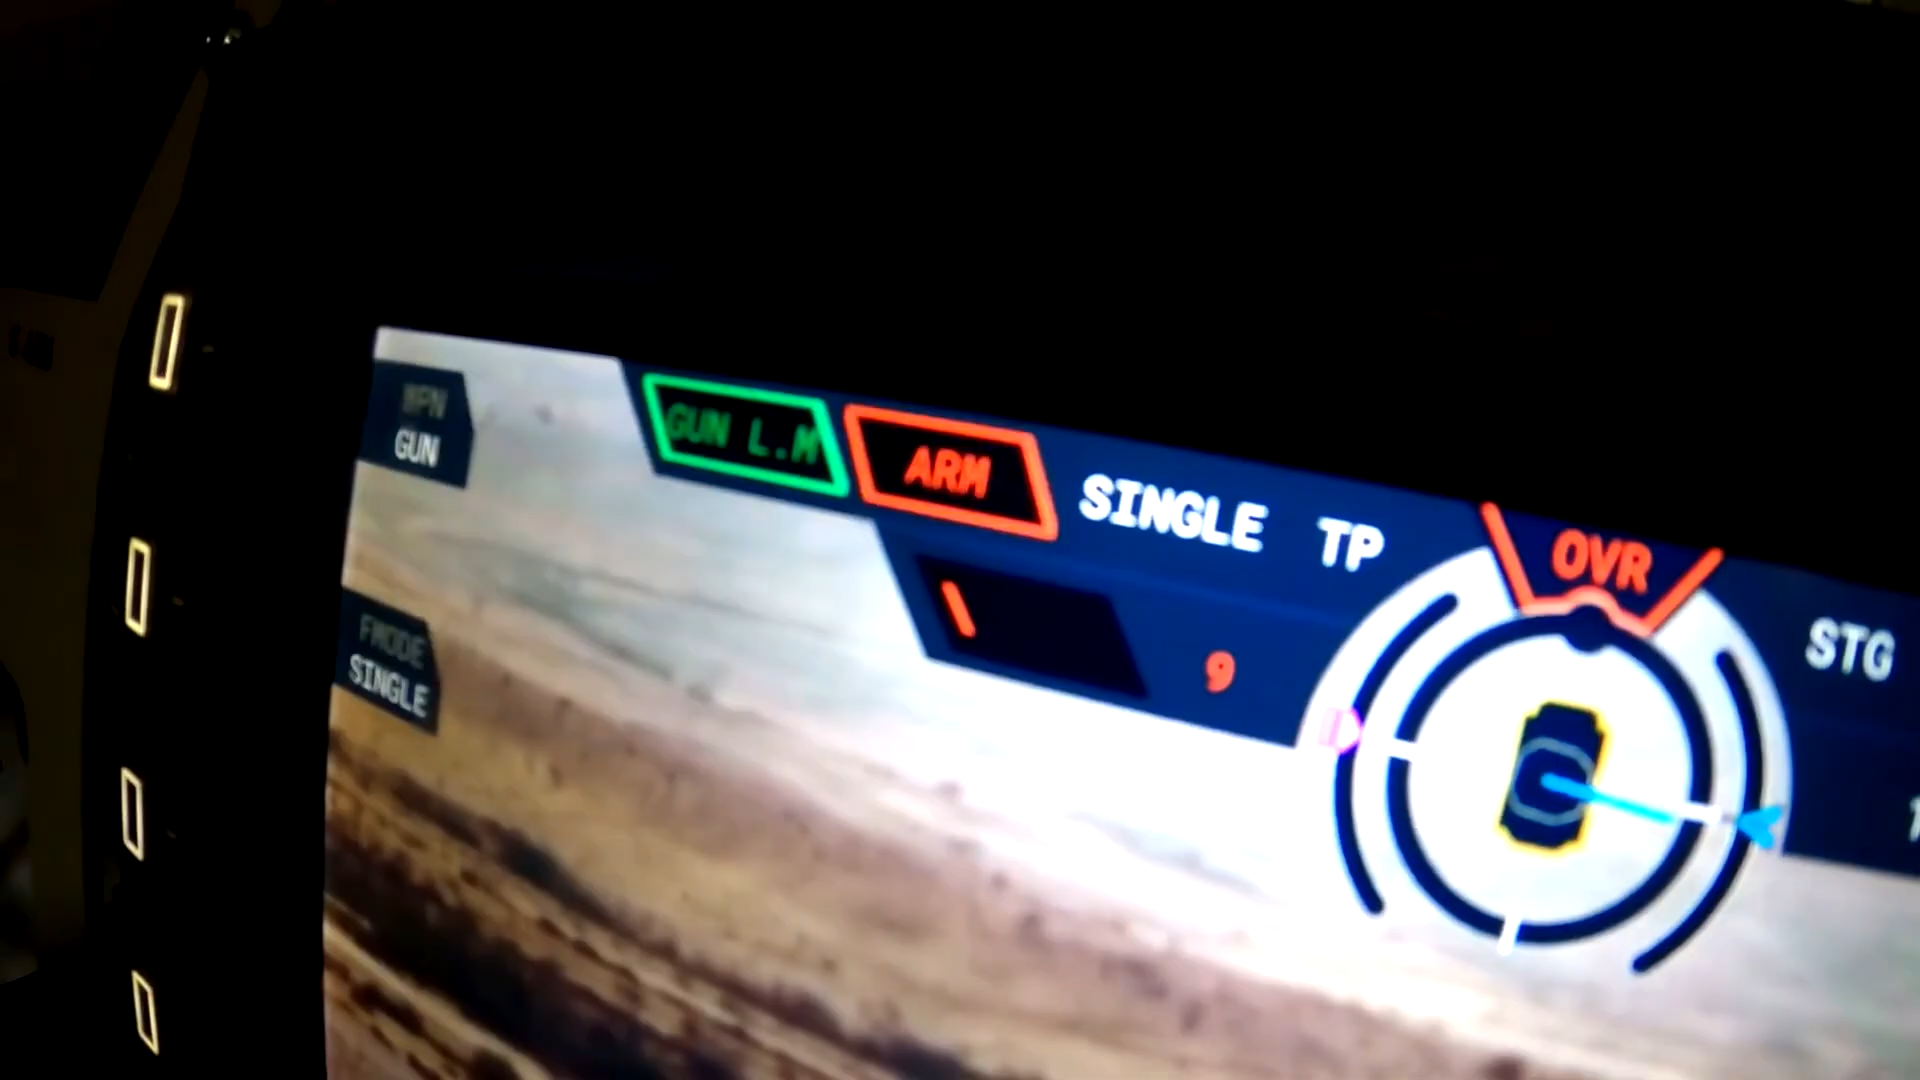 WPN
GUN
GUN L.M
ARM
SINGLE TP
OVR
STG
9
FMODE
SINGLE